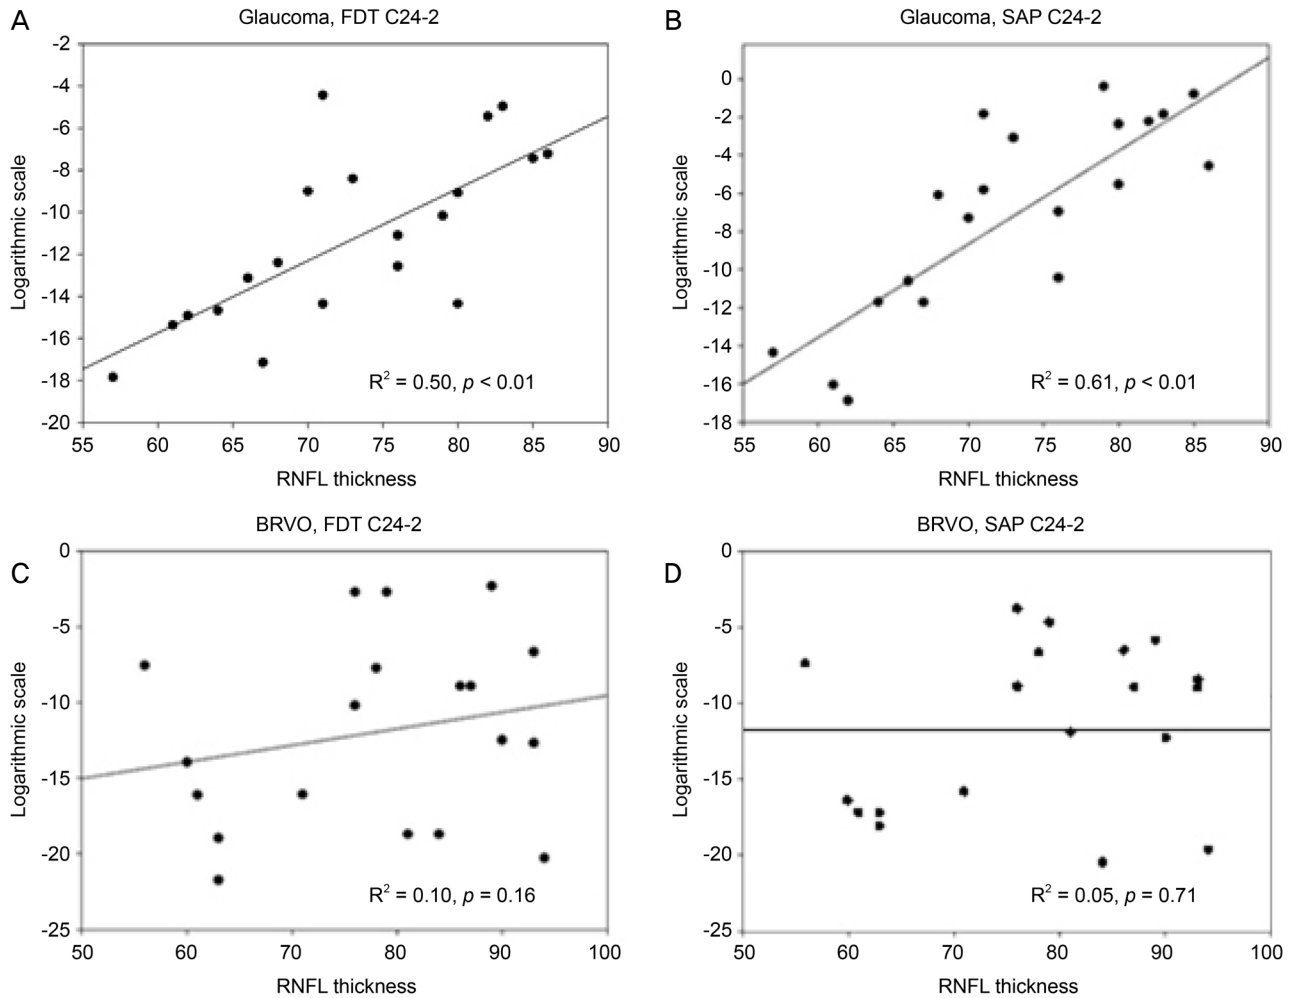 A
Glaucoma, FDT C24-2
-2
-4
-6
-8
-10
-12
-14
-16
-18
-20
Logarithmic scale
R² = 0.50, p < 0.01
55 60 65 70 75 80 85 90
RNFL thickness
B
Glaucoma, SAP C24-2
0
-2
-4
-6
-8
-10
-12
-14
-16
-18
Logarithmic scale
R² = 0.61, p < 0.01
55 60 65 70 75 80 85 90
RNFL thickness
C
BRVO, FDT C24-2
0
-5
-10
-15
-20
-25
Logarithmic scale
R² = 0.10, p = 0.16
50 60 70 80 90 100
RNFL thickness
D
BRVO, SAP C24-2
0
-5
-10
-15
-20
-25
Logarithmic scale
R² = 0.05, p = 0.71
50 60 70 80 90 100
RNFL thickness